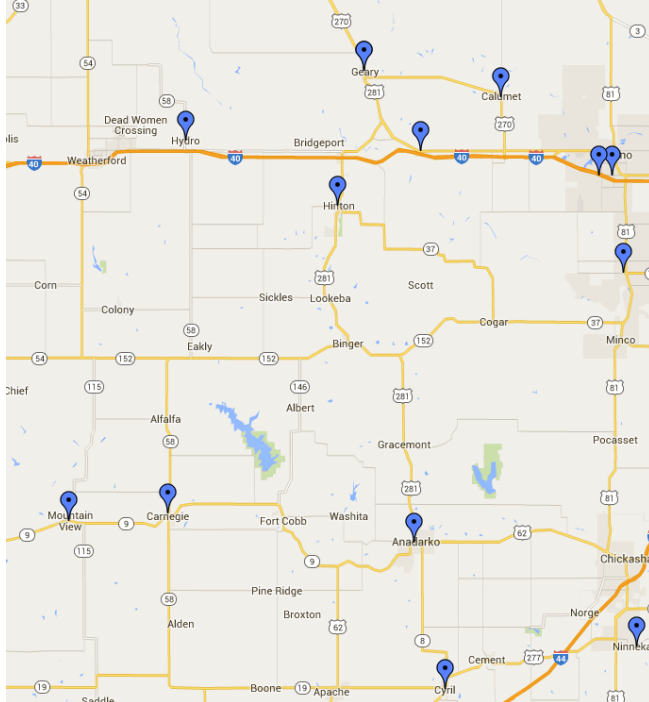 33
270
3
54
Geary
Calumet
281
81
58
Dead Women
Crossing
Hydro
270
Bridgeport
olis
Weatherford
40
40
40
40
no
54
Hinton
81
37
Corn
281
Sickles
Lookeba
Scott
Colony
58
Eakly
Cogar
37
Binger
152
Minco
54
152
152
115
146
281
81
Chief
Albert
Alfalfa
58
Gracemont
Pocasset
281
81
Mountain
View
Carnegie
9
9
Fort Cobb
Washita
Anadarko
62
9
115
9
Chickasha
Pine Ridge
58
Broxton
62
Norge
Alden
8
Ninneka
Cement
277
44
19
Boone
19
Apache
Cyril
Saddle